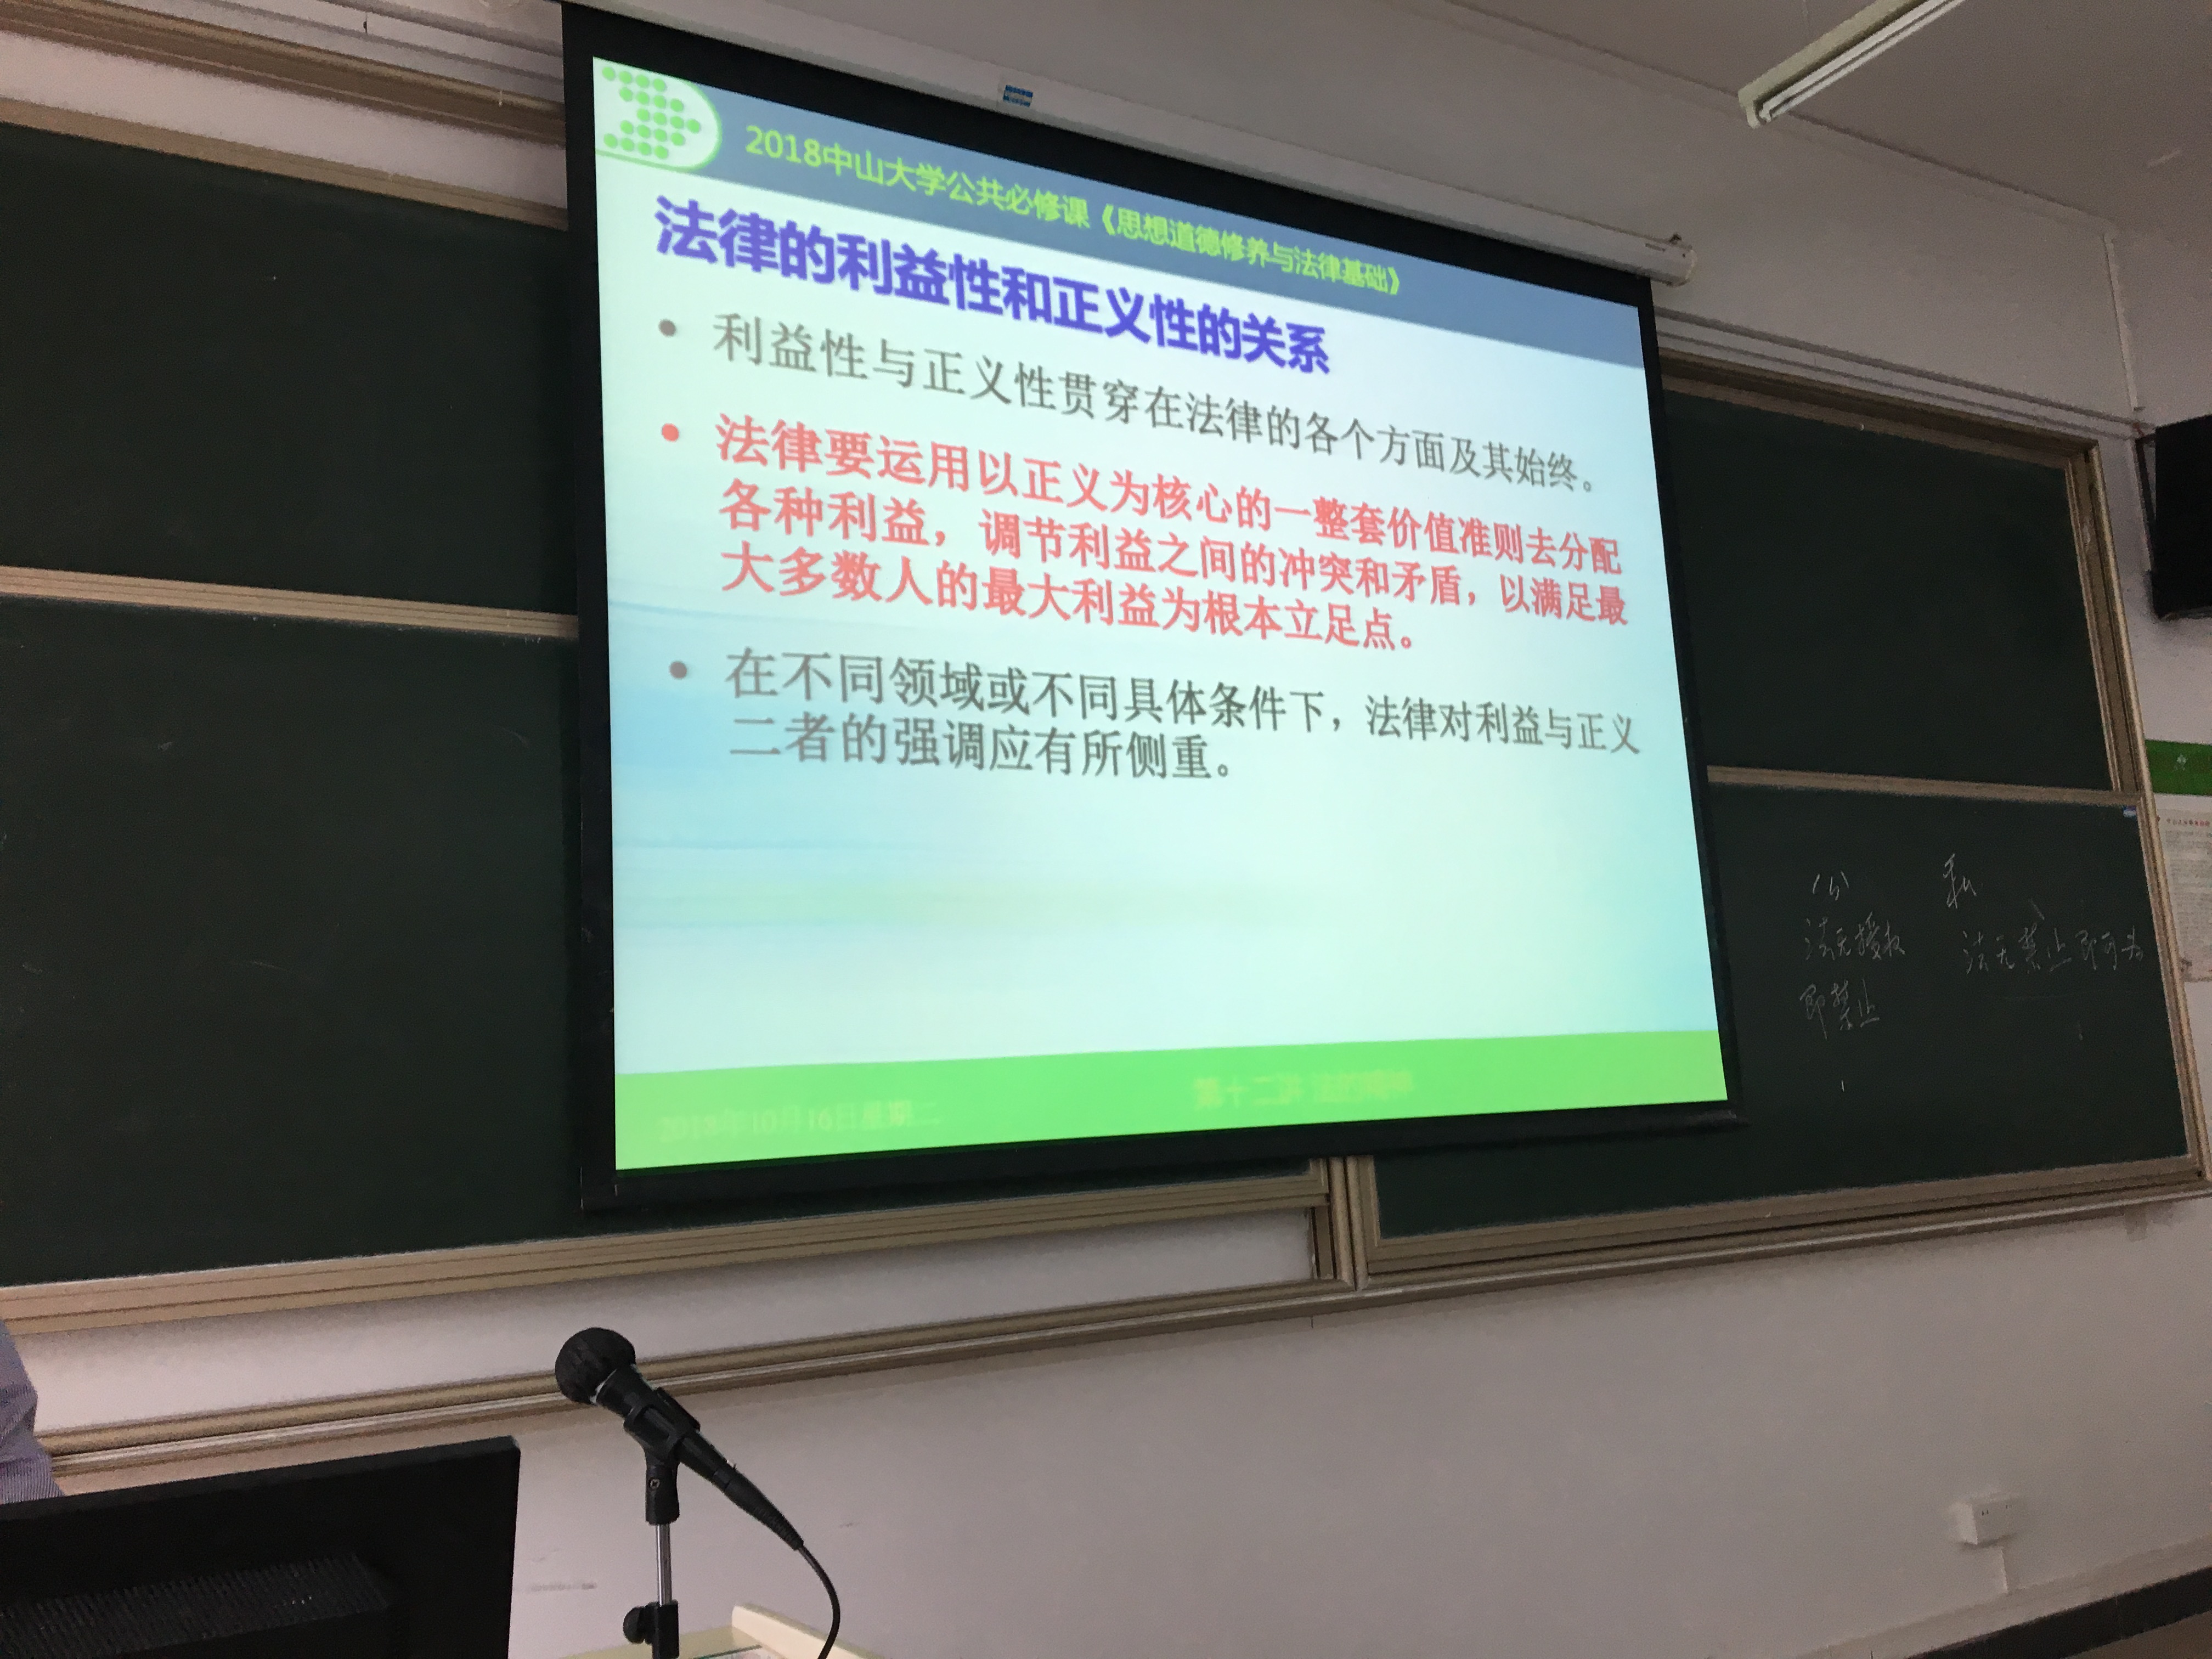 2018中山大学公共必修课《思想道德修养与法律基础》
法律的利益性和正义性的关系
• 利益性与正义性贯穿在法律的各个方面及其始终。
• 法律要运用以正义为核心的一整套价值准则去分配
各种利益，调节利益之间的冲突和矛盾，以满足最
大多数人的最大利益为根本立足点。
• 在不同领域或不同具体条件下，法律对利益与正义
二者的强调应有所侧重。
2018年10月16日星期二
第十二讲 法的精神
公
法无授权
即禁止
私
法无禁止即可为